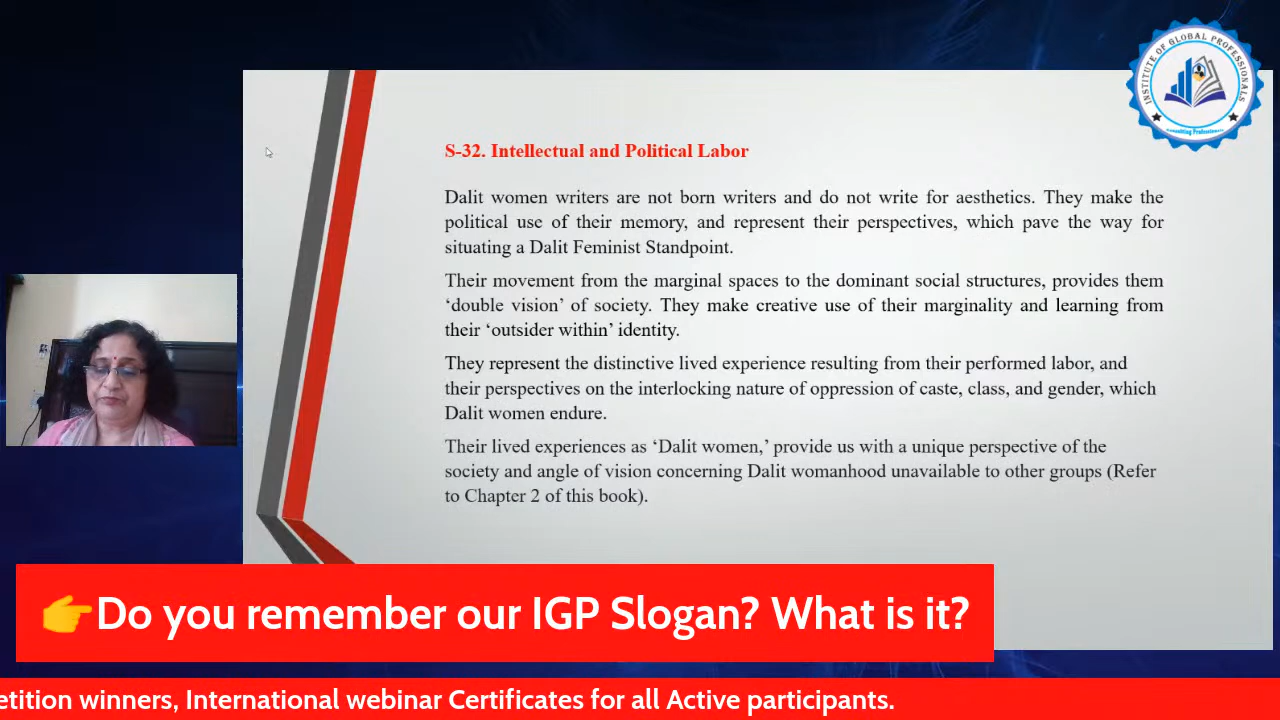 INSTITUTE OF GLOBAL PROFESSIONALS
Consulting Professionals
S-32. Intellectual and Political Labor
Dalit women writers are not born writers and do not write for aesthetics. They make the
political use of their memory, and represent their perspectives, which pave the way for
situating a Dalit Feminist Standpoint.
Their movement from the marginal spaces to the dominant social structures, provides them
‘double vision’ of society. They make creative use of their marginality and learning from
their ‘outsider within’ identity.
They represent the distinctive lived experience resulting from their performed labor, and
their perspectives on the interlocking nature of oppression of caste, class, and gender, which
Dalit women endure.
Their lived experiences as ‘Dalit women,’ provide us with a unique perspective of the
society and angle of vision concerning Dalit womanhood unavailable to other groups (Refer
to Chapter 2 of this book).
👉Do you remember our IGP Slogan? What is it?
etition winners, International webinar Certificates for all Active participants.